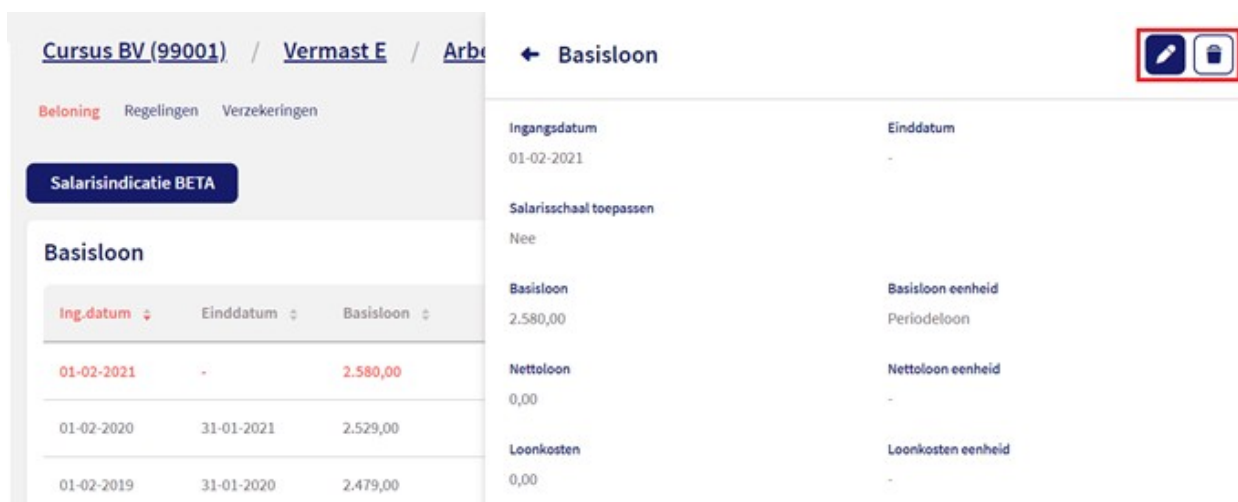 Cursus BV (99001) / Vermast E / Arbe
Beloning Regelingen Verzekeringen
Salarisindicatie BETA
Basisloon
Ing.datum Einddatum Basisloon
01-02-2021 - 2.580,00
01-02-2020 31-01-2021 2.529,00
01-02-2019 31-01-2020 2.479,00
Basisloon
Ingangsdatum Einddatum
01-02-2021 -
Salarisschaal toepassen
Nee
Basisloon Basisloon eenheid
2.580,00 Periodeloon
Nettoloon Nettoloon eenheid
0,00 -
Loonkosten Loonkosten eenheid
0,00 -